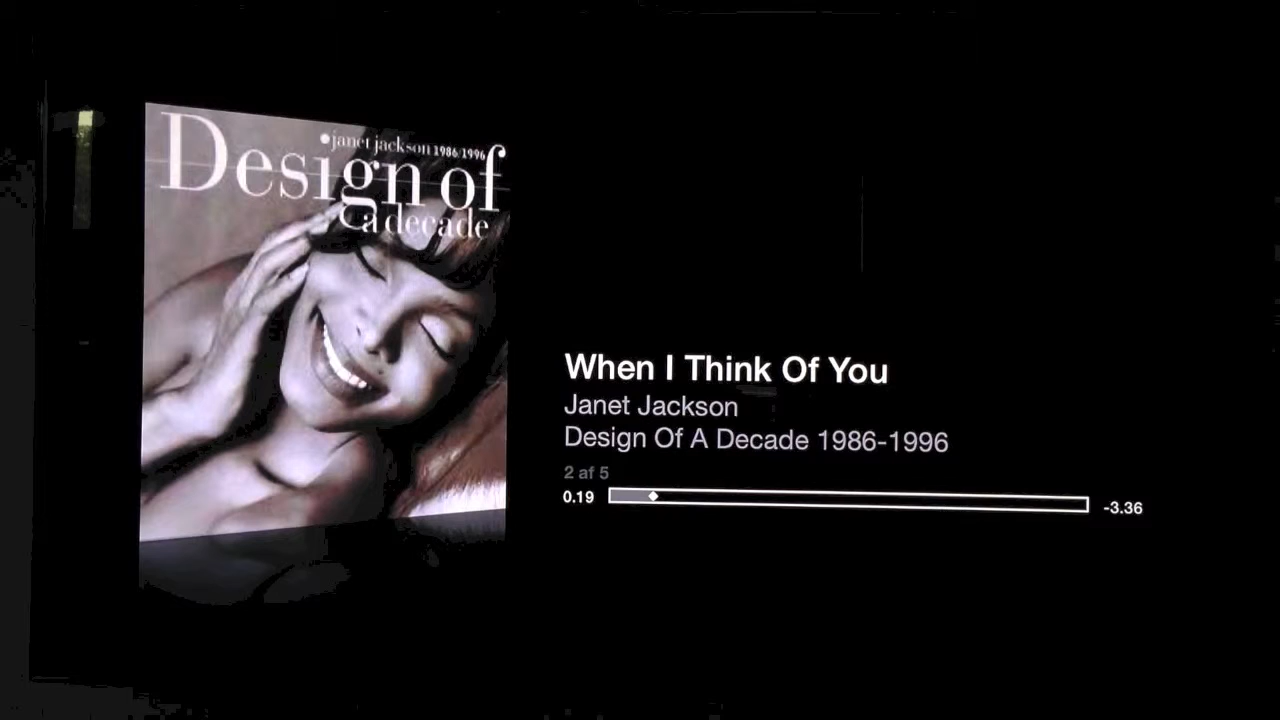 •janet jackson 1986/1996
Design of
a decade
When I Think Of You
Janet Jackson
Design Of A Decade 1986-1996
2 af 5
0.19
-3.36